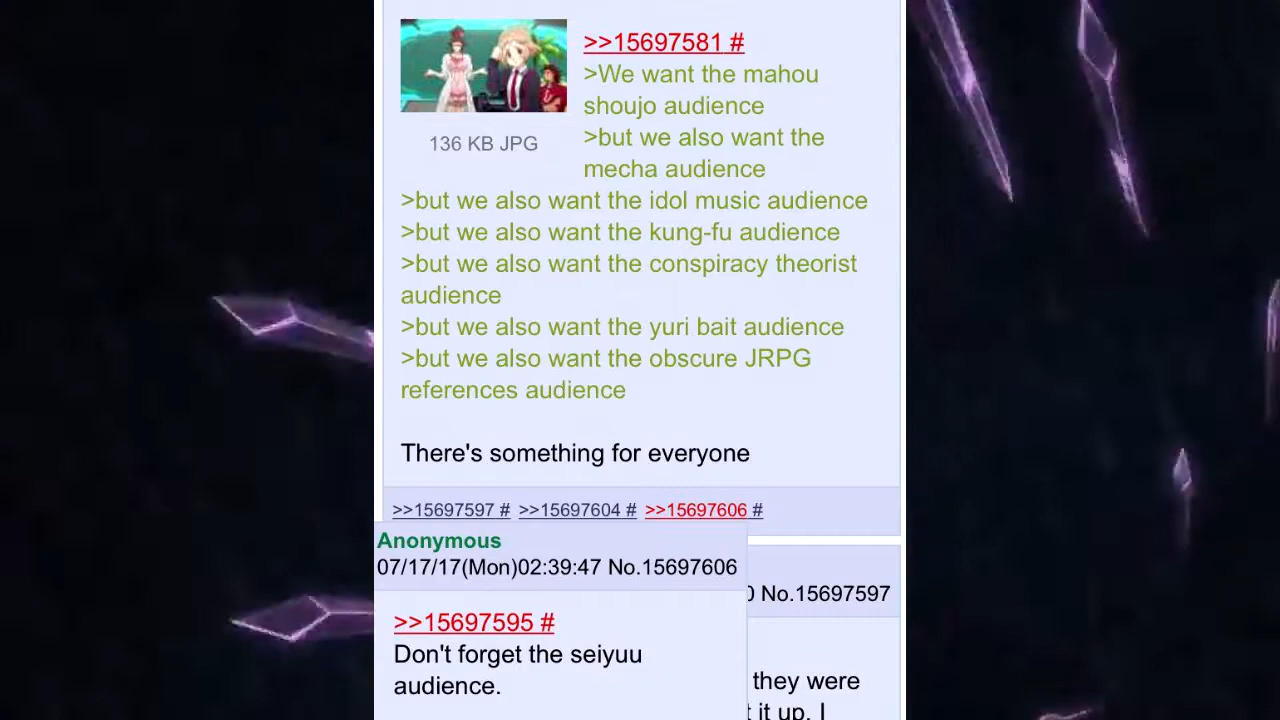 >>15697581 #
>We want the mahou
shoujo audience
>but we also want the
136 KB JPG
mecha audience
>but we also want the idol music audience
>but we also want the kung-fu audience
>but we also want the conspiracy theorist
audience
>but we also want the yuri bait audience
>but we also want the obscure JRPG
references audience
There's something for everyone
>>15697597 # >>15697604 # >>15697606 #
Anonymous
07/17/17(Mon)02:39:47 No.15697606
No.15697597
>>15697595 #
Don't forget the seiyuu
audience.
they were
it up. I